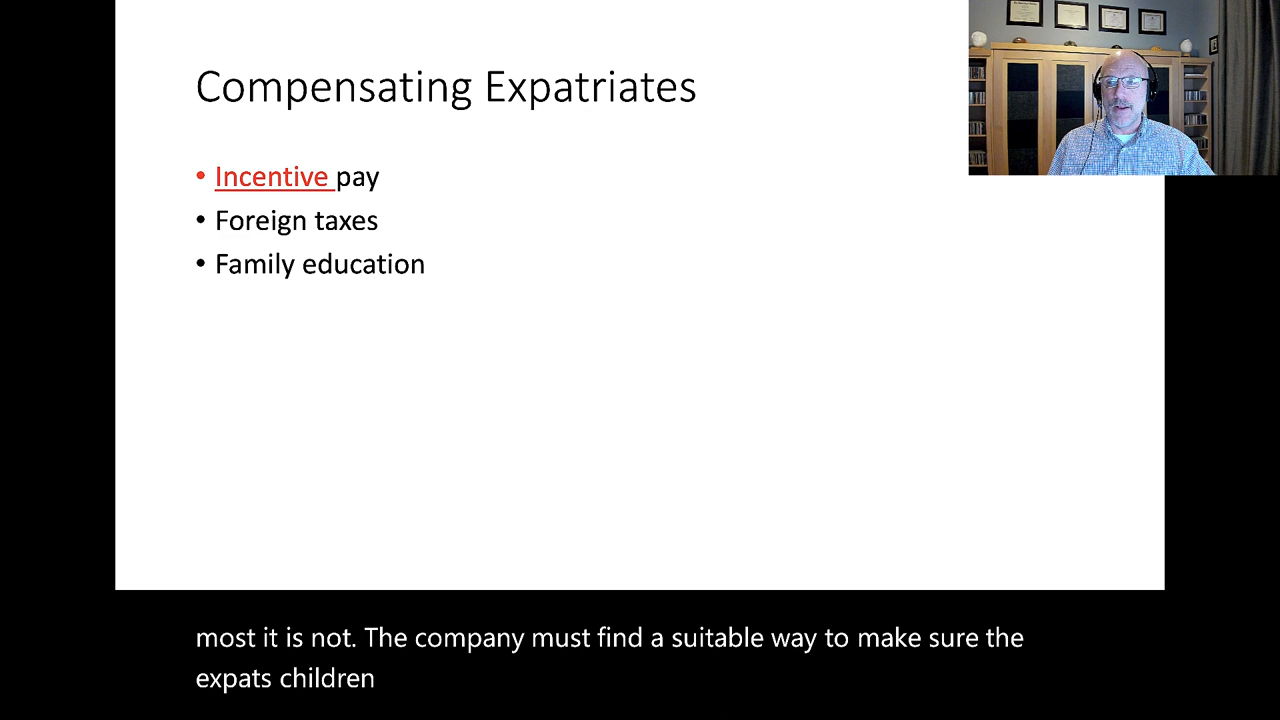 Compensating Expatriates
• Incentive pay
• Foreign taxes
• Family education
most it is not. The company must find a suitable way to make sure the
expats children